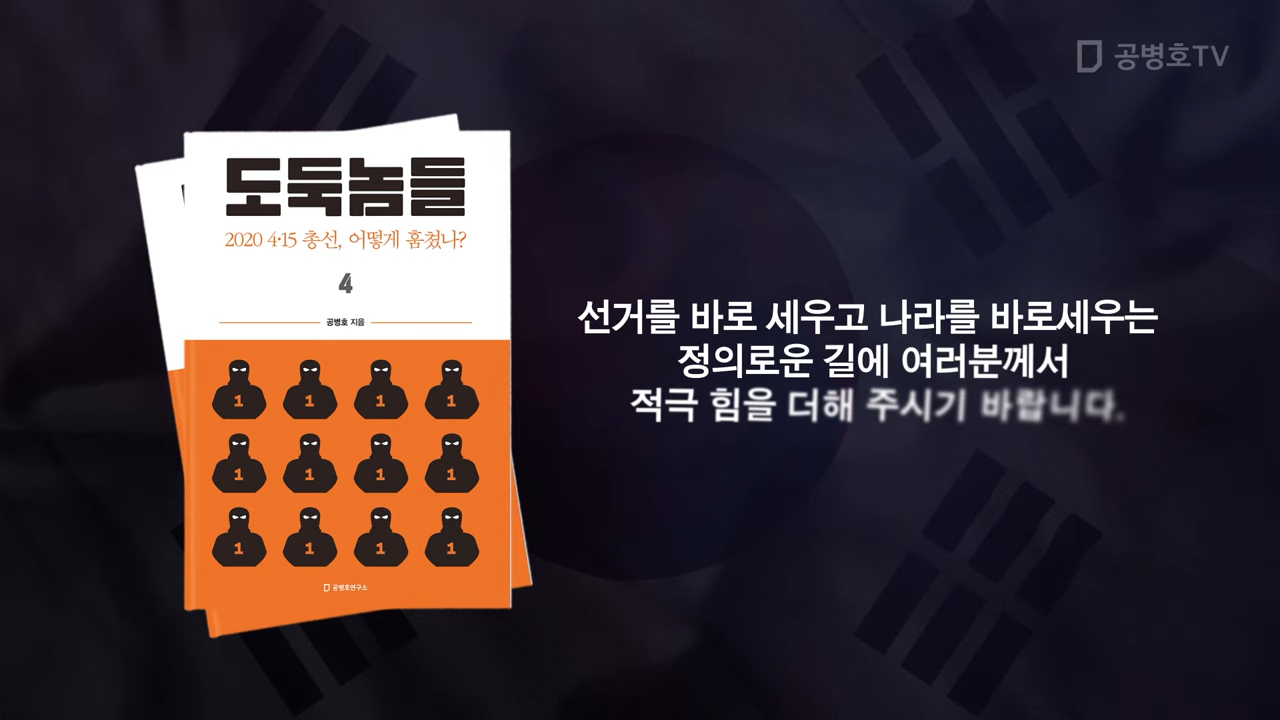 공병호TV
도둑놈들
2020 4·15 총선, 어떻게 훔쳤나?
4
공병호 지음
1 1 1 1
1 1 1 1
1 1 1 1
공병호연구소
선거를 바로 세우고 나라를 바로세우는
정의로운 길에 여러분께서
적극 힘을 더해 주시기 바랍니다.